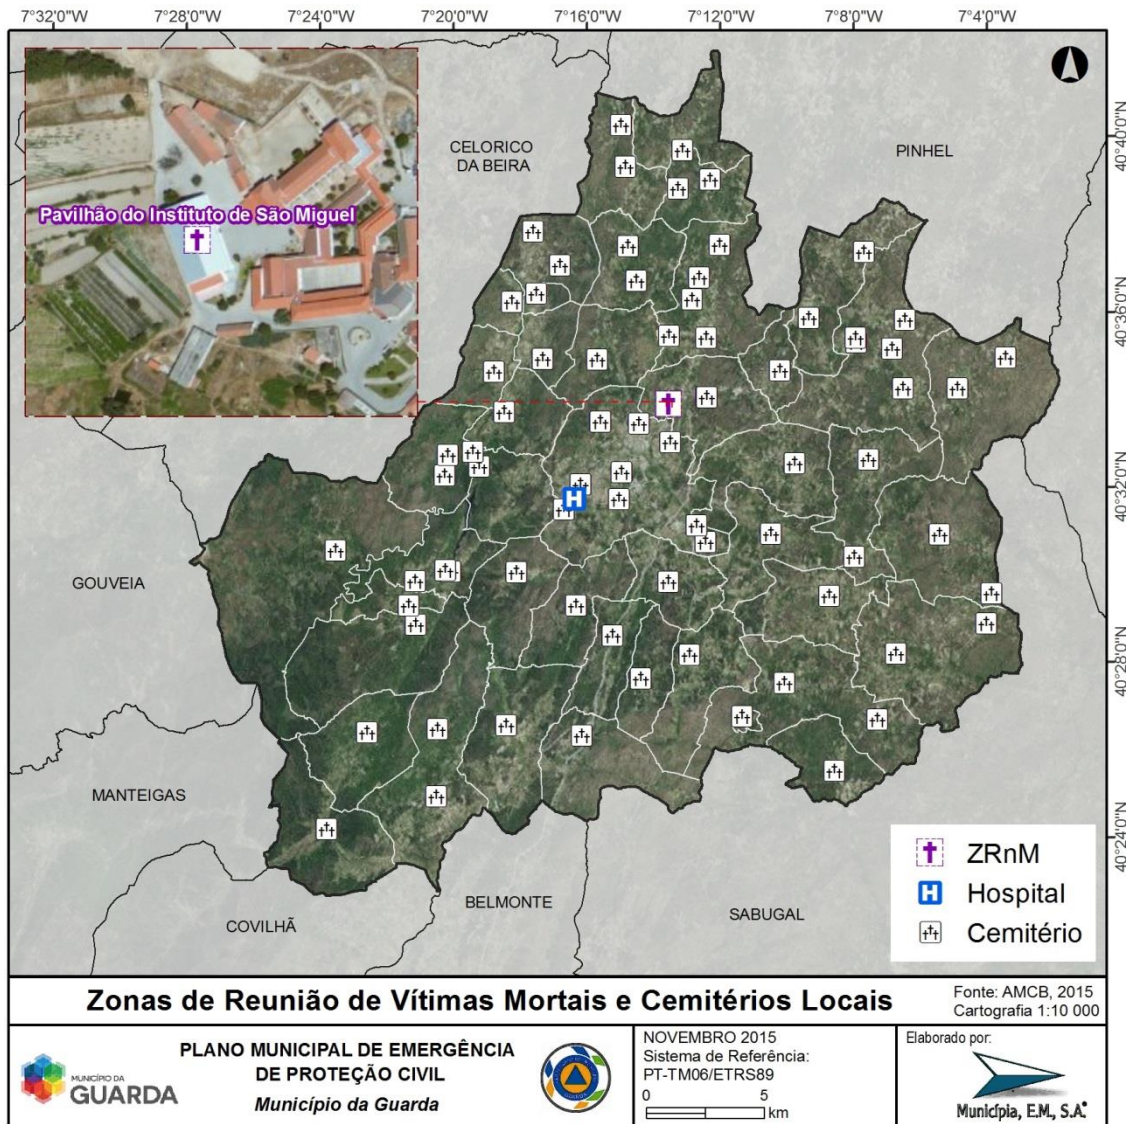 7°32'0"W
7°28'0"W
7°24'0"W
7°20'0"W
7°16'0"W
7°12'0"W
7°8'0"W
7°4'0"W
40°40'0"N
40°36'0"N
40°32'0"N
40°28'0"N
40°24'0"N
CELORICO
DA BEIRA
PINHEL
Pavilhão do Instituto de São Miguel
H
GOUVEIA
MANTEIGAS
COVILHÃ
BELMONTE
SABUGAL
ZRnM
H Hospital
Cemitério
Zonas de Reunião de Vítimas Mortais e Cemitérios Locais
Fonte: AMCB, 2015
Cartografia 1:10 000
MUNICÍPIO DA
GUARDA
PLANO MUNICIPAL DE EMERGÊNCIA
DE PROTEÇÃO CIVIL
Município da Guarda
NOVEMBRO 2015
Sistema de Referência:
PT-TM06/ETRS89
0 5
km
Elaborado por:
Municípia, E.M., S.A.